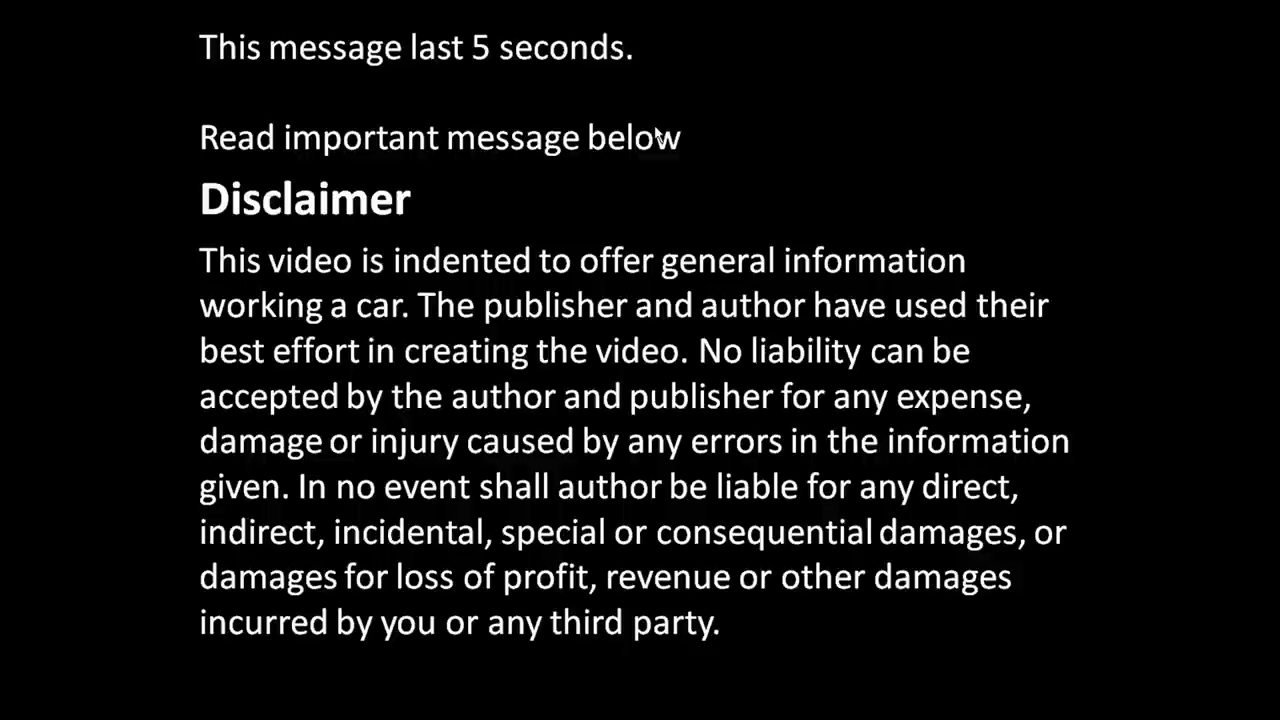 This message last 5 seconds.
Read important message below
Disclaimer
This video is indented to offer general information
working a car. The publisher and author have used their
best effort in creating the video. No liability can be
accepted by the author and publisher for any expense,
damage or injury caused by any errors in the information
given. In no event shall author be liable for any direct,
indirect, incidental, special or consequential damages, or
damages for loss of profit, revenue or other damages
incurred by you or any third party.